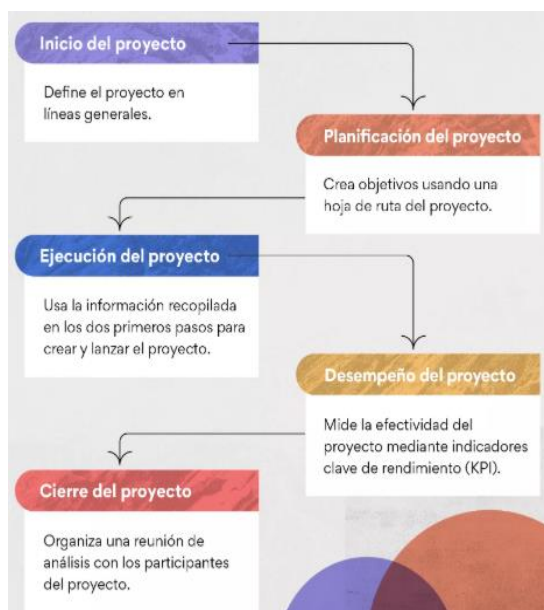 Inicio del proyecto
Define el proyecto en
líneas generales.
Planificación del proyecto
Crea objetivos usando una
hoja de ruta del proyecto.
Ejecución del proyecto
Usa la información recopilada
en los dos primeros pasos para
crear y lanzar el proyecto.
Desempeño del proyecto
Mide la efectividad del
proyecto mediante indicadores
clave de rendimiento (KPI).
Cierre del proyecto
Organiza una reunión de
análisis con los participantes
del proyecto.